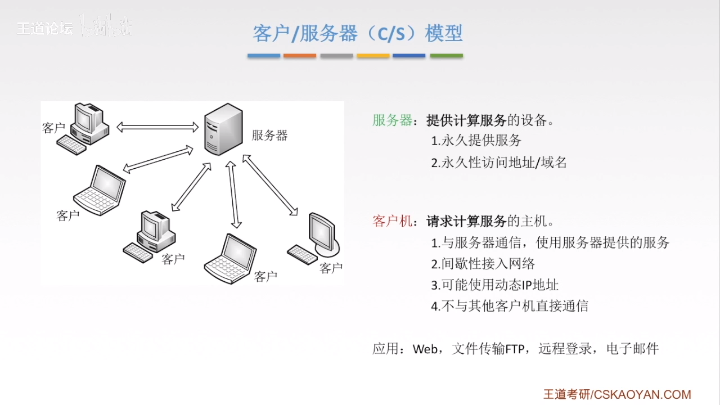 王道论坛
客户/服务器（C/S）模型
客户
服务器
客户
客户
客户
客户
服务器：提供计算服务的设备。
1.永久提供服务
2.永久性访问地址/域名
客户机：请求计算服务的主机。
1.与服务器通信，使用服务器提供的服务
2.间歇性接入网络
3.可能使用动态IP地址
4.不与其他客户机直接通信
应用：Web，文件传输FTP，远程登录，电子邮件
王道考研/CSKAOYAN.COM